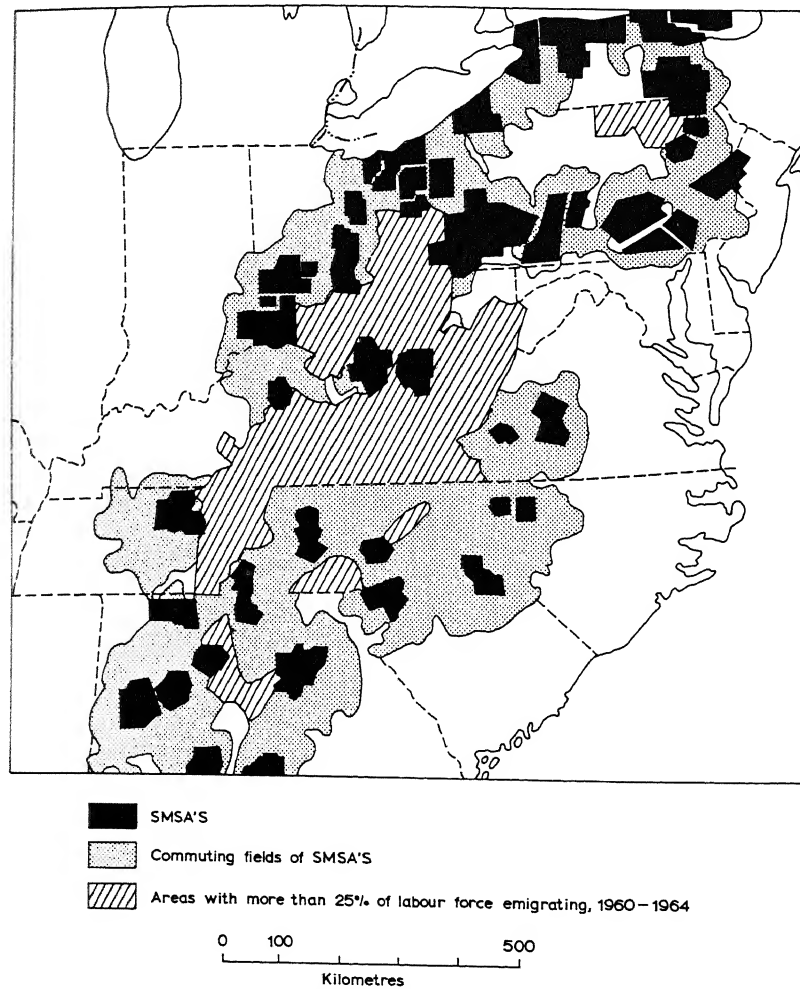 SMSA'S
Commuting fields of SMSA'S
Areas with more than 25% of labour force emigrating, 1960-1964
0 100 500
Kilometres